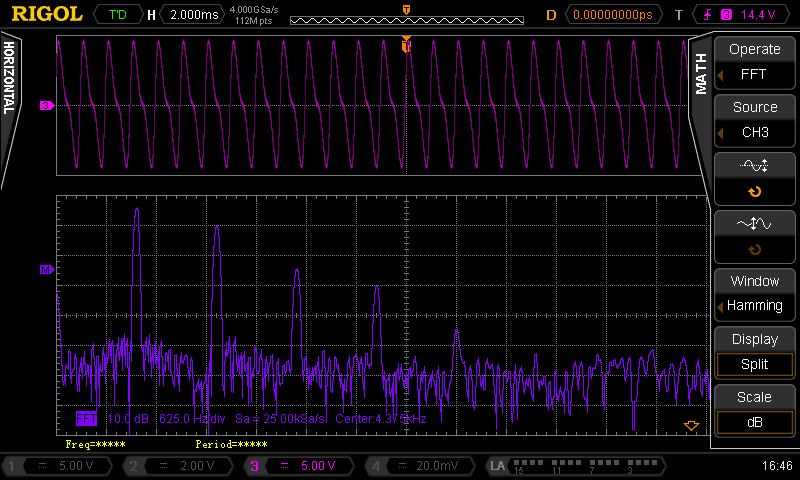 RIGOL T'D H 2.000ms 4.000GSa/s 112M pts T D 0.00000000ps T 3 14.4 V
HORIZONTAL
T
3
MATH
Operate
FFT
Source
CH3
M
Window
Hamming
Display
Split
Scale
dB
FFT 10.0 dB 625.0 Hz/div Sa = 25.00kSa/s Center:4.375kHz
Freq=***** Period=*****
1 = 5.00 V 2 = 2.00 V 3 = 5.00 V 4 = 20.0mV LA 15 11 7 3 16:46